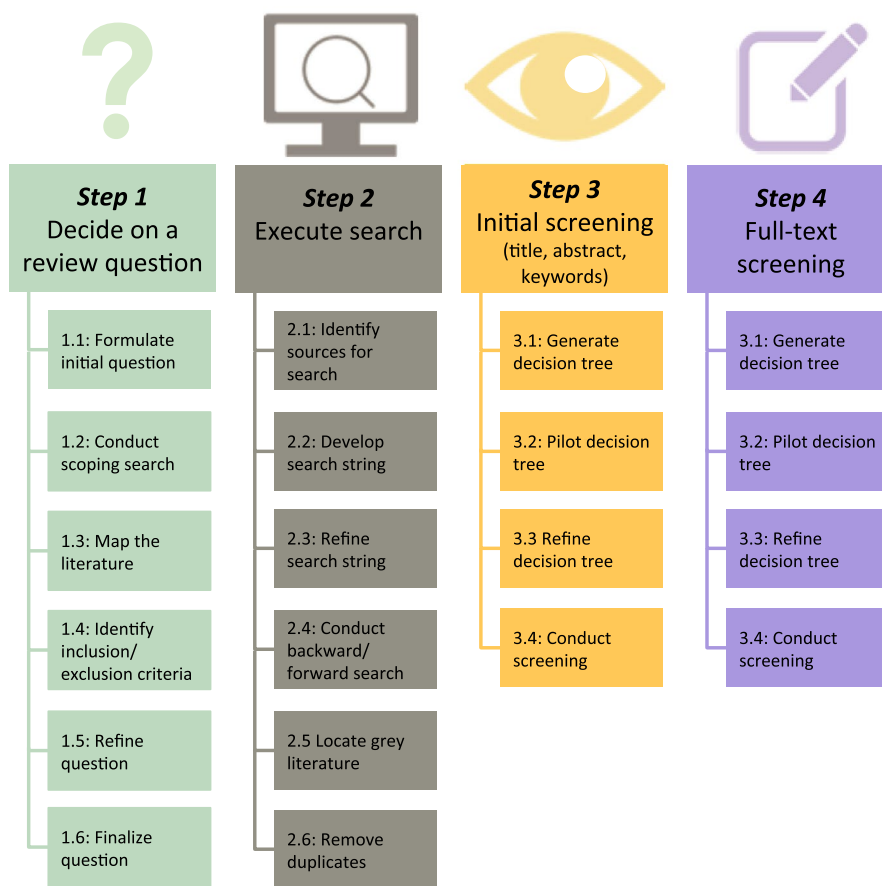 Step 1
Decide on a
review question
1.1: Formulate
initial question
1.2: Conduct
scoping search
1.3: Map the
literature
1.4: Identify
inclusion/
exclusion criteria
1.5: Refine
question
1.6: Finalize
question
Step 2
Execute search
2.1: Identify
sources for
search
2.2: Develop
search string
2.3: Refine
search string
2.4: Conduct
backward/
forward search
2.5 Locate grey
literature
2.6: Remove
duplicates
Step 3
Initial screening
(title, abstract,
keywords)
3.1: Generate
decision tree
3.2: Pilot decision
tree
3.3 Refine
decision tree
3.4: Conduct
screening
Step 4
Full-text
screening
3.1: Generate
decision tree
3.2: Pilot decision
tree
3.3: Refine
decision tree
3.4: Conduct
screening